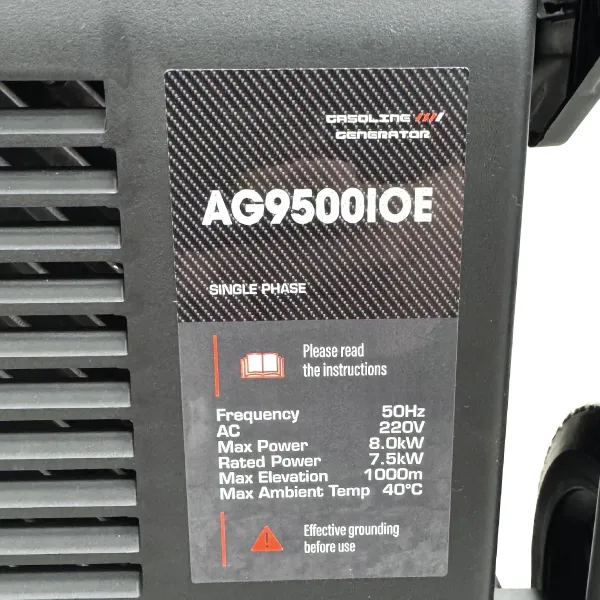 GASOLINE
GENERATOR
AG9500IOE
SINGLE PHASE
Please read
the instructions
Frequency 50Hz
AC 220V
Max Power 8.0kW
Rated Power 7.5kW
Max Elevation 1000m
Max Ambient Temp 40°C
Effective grounding
before use